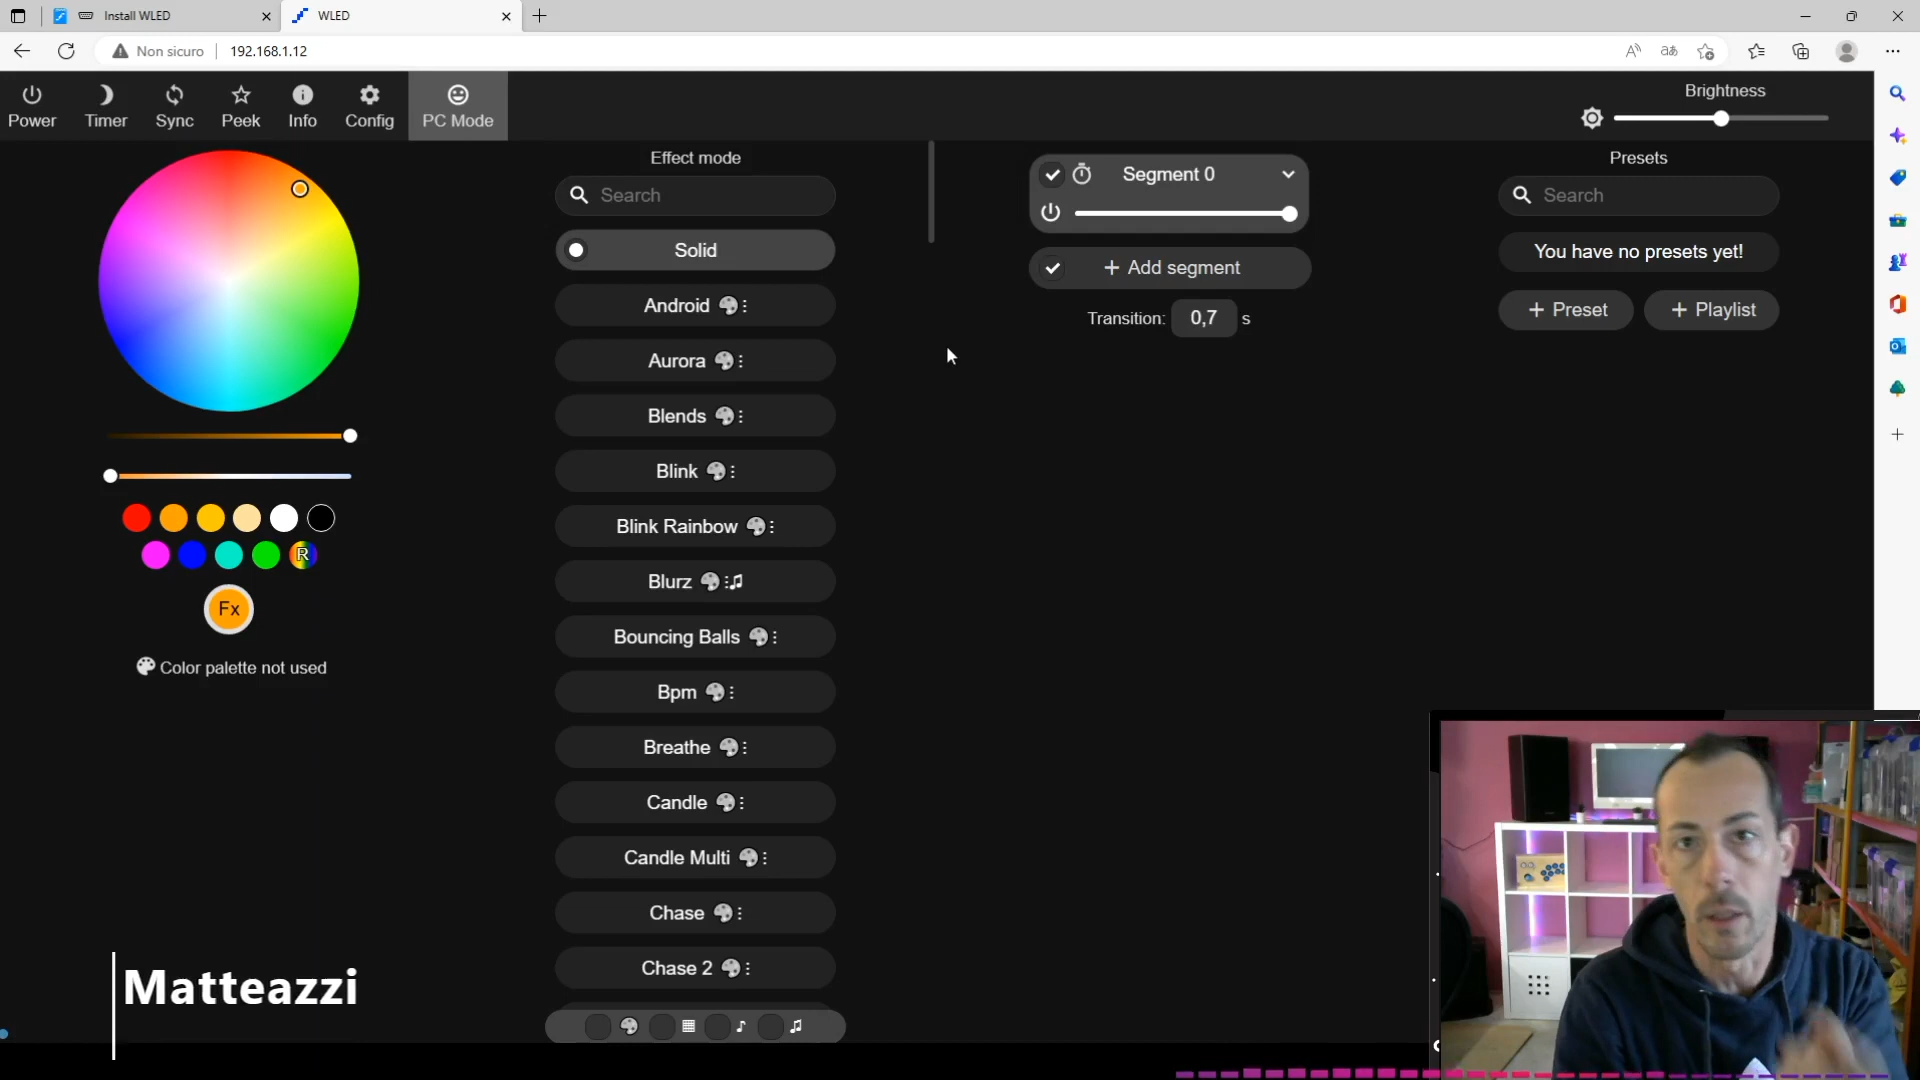 Install WLED
WLED
Non sicuro
192.168.1.12
Power
Timer
Sync
Peek
Info
Config
PC Mode
Brightness
Effect mode
Search
Solid
Android
Aurora
Blends
Blink
Blink Rainbow
Blurz
Bouncing Balls
Bpm
Breathe
Candle
Candle Multi
Chase
Chase 2
R
Fx
Color palette not used
Segment 0
+ Add segment
Transition: 0,7 s
Presets
Search
You have no presets yet!
+ Preset
+ Playlist
Matteazzi